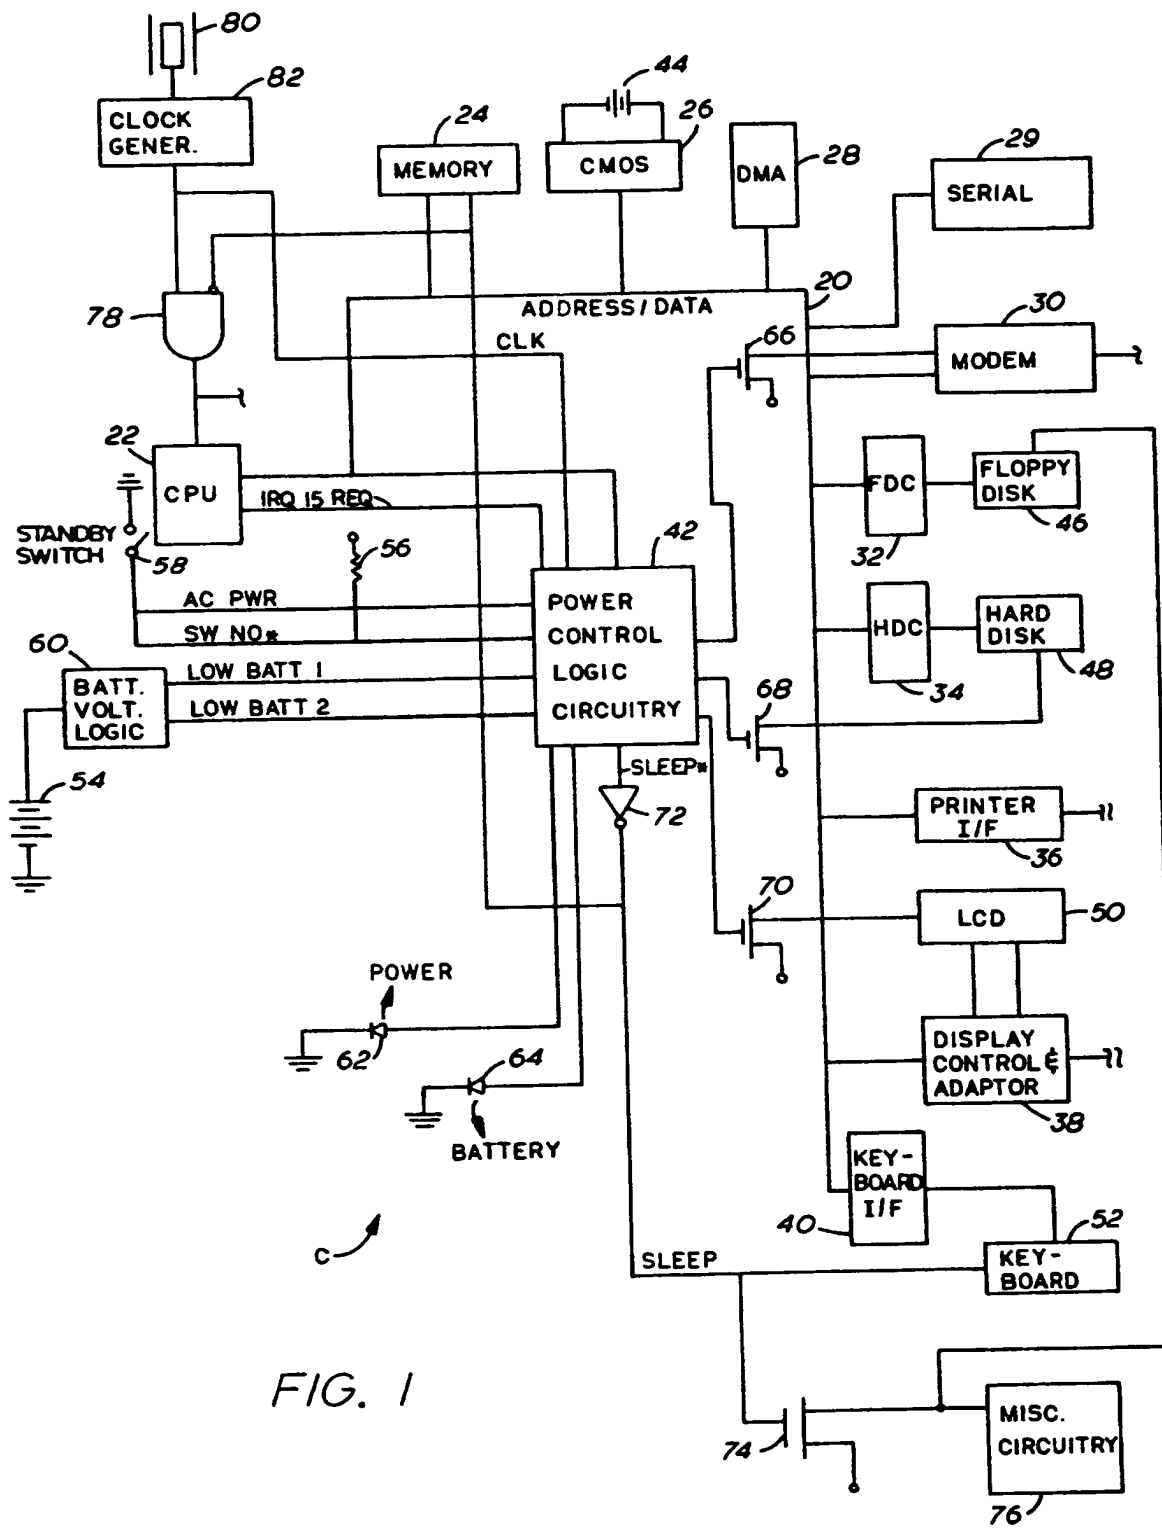 80
82
CLOCK
GENER.
44
24
MEMORY
26
CMOS
28
DMA
29
SERIAL
20
ADDRESS/DATA
78
CLK
66
30
MODEM
22
CPU
IRQ 15 REQ
FDC
32
FLOPPY
DISK
46
STANDBY
SWITCH
58
56
42
AC PWR
SW NO*
POWER
CONTROL
LOGIC
CIRCUITRY
HDC
34
HARD
DISK
48
60
BATT.
VOLT.
LOGIC
LOW BATT 1
LOW BATT 2
68
54
SLEEP*
72
PRINTER
I/F
36
70
LCD
50
POWER
62
64
BATTERY
DISPLAY
CONTROL &
ADAPTOR
38
KEY-
BOARD
I/F
40
52
KEY-
BOARD
C
SLEEP
FIG. 1
74
MISC.
CIRCUITRY
76